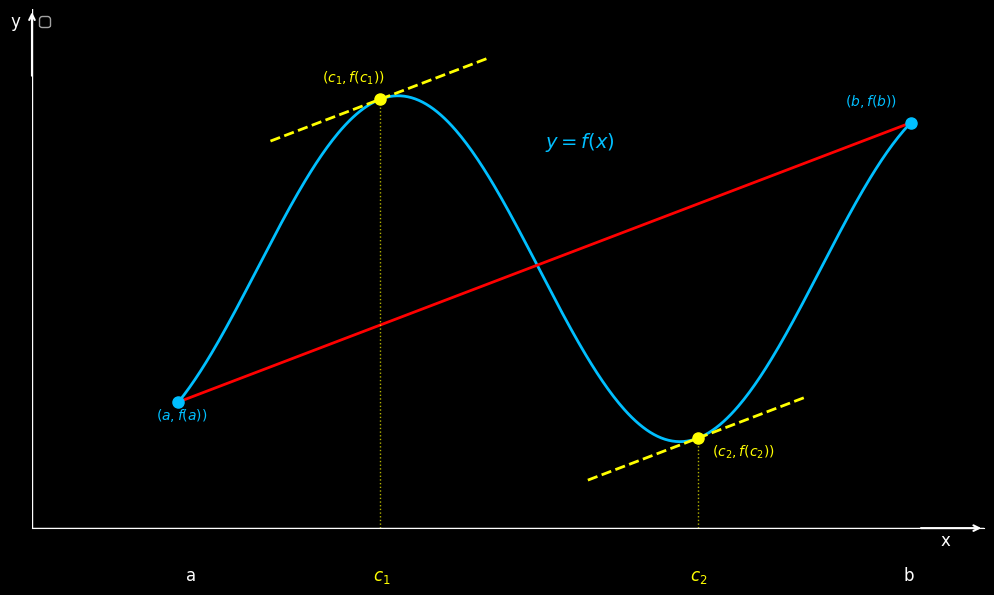 y
(c₁, f(c₁))
(b, f(b))
y = f(x)
(a, f(a))
(c₂, f(c₂))
x
a
c₁
c₂
b